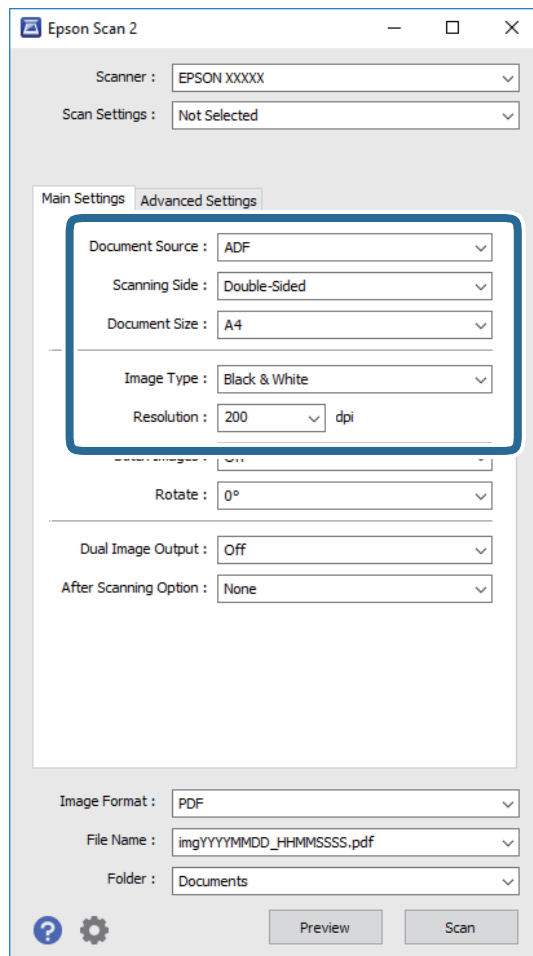 Epson Scan 2
Scanner : EPSON XXXXX
Scan Settings : Not Selected
Main Settings Advanced Settings
Document Source : ADF
Scanning Side : Double-Sided
Document Size : A4
Image Type : Black & White
Resolution : 200 dpi
Rotate : 0°
Dual Image Output : Off
After Scanning Option : None
Image Format : PDF
File Name : imgYYYYMMDD_HHMMSSSS.pdf
Folder : Documents
? Preview Scan